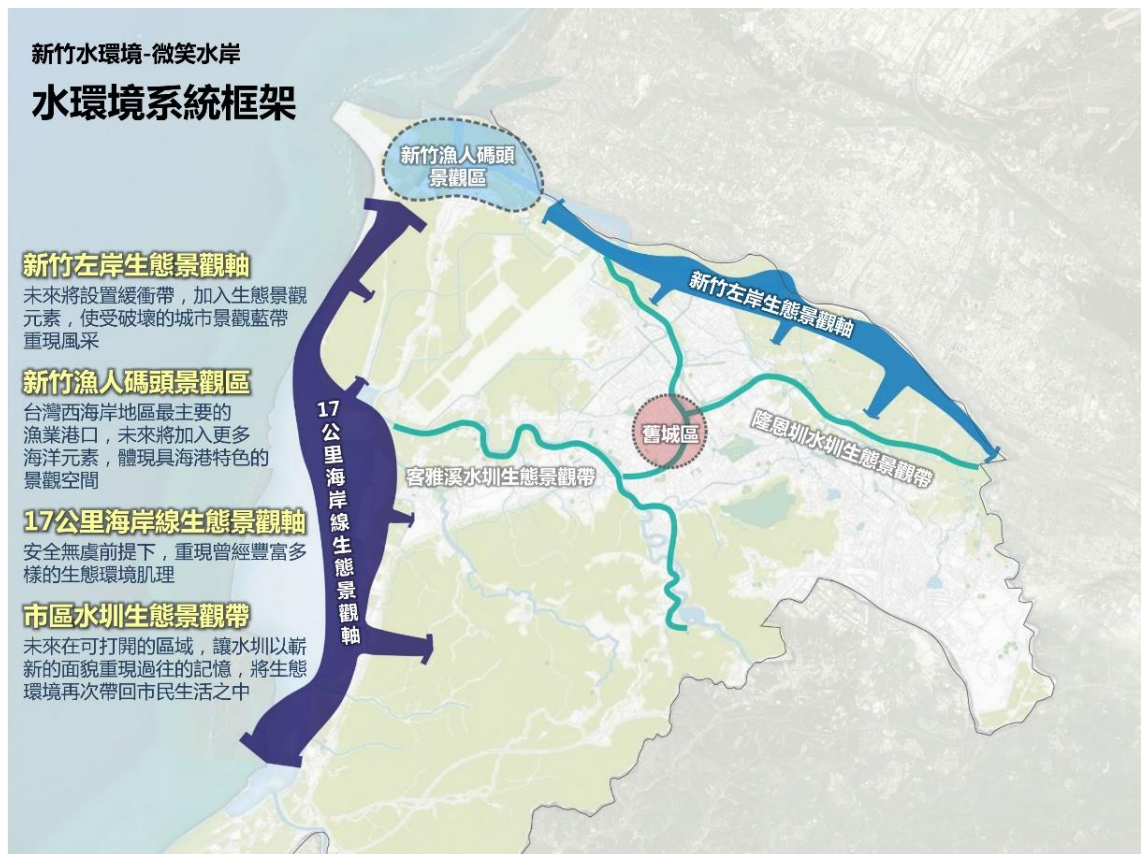 新竹水環境-微笑水岸
水環境系統框架
新竹漁人碼頭
景觀區
新竹左岸生態景觀軸
新竹左岸生態景觀軸
未來將設置緩衝帶，加入生態景觀
元素，使受破壞的城市景觀藍帶
重現風采
新竹漁人碼頭景觀區
台灣西海岸地區最主要的
漁業港口，未來將加入更多
海洋元素，體現具海港特色的
景觀空間
17公里海岸線生態景觀軸
安全無虞前提下，重現曾經豐富多
樣的生態環境肌理
市區水圳生態景觀帶
未來在可打開的區域，讓水圳以嶄
新的面貌重現過往的記憶，將生態
環境再次帶回市民生活之中
17公里海岸線生態景觀軸
舊城區
隆恩圳水圳生態景觀帶
客雅溪水圳生態景觀帶